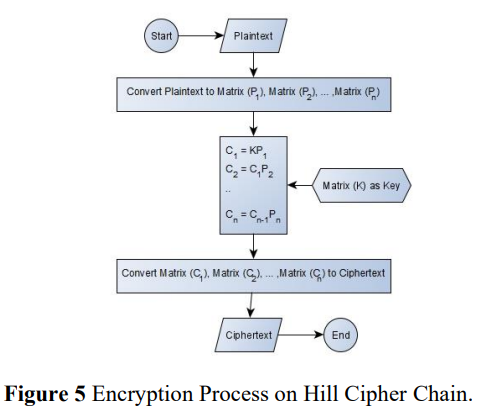 Start
Plaintext
Convert Plaintext to Matrix (P₁), Matrix (P₂), ... ,Matrix (Pₙ)
C₁ = KP₁
C₂ = C₁P₂
..
Cₙ = Cₙ₋₁Pₙ
Matrix (K) as Key
Convert Matrix (C₁), Matrix (C₂), ... ,Matrix (Cₙ) to Ciphertext
Ciphertext
End
Figure 5 Encryption Process on Hill Cipher Chain.